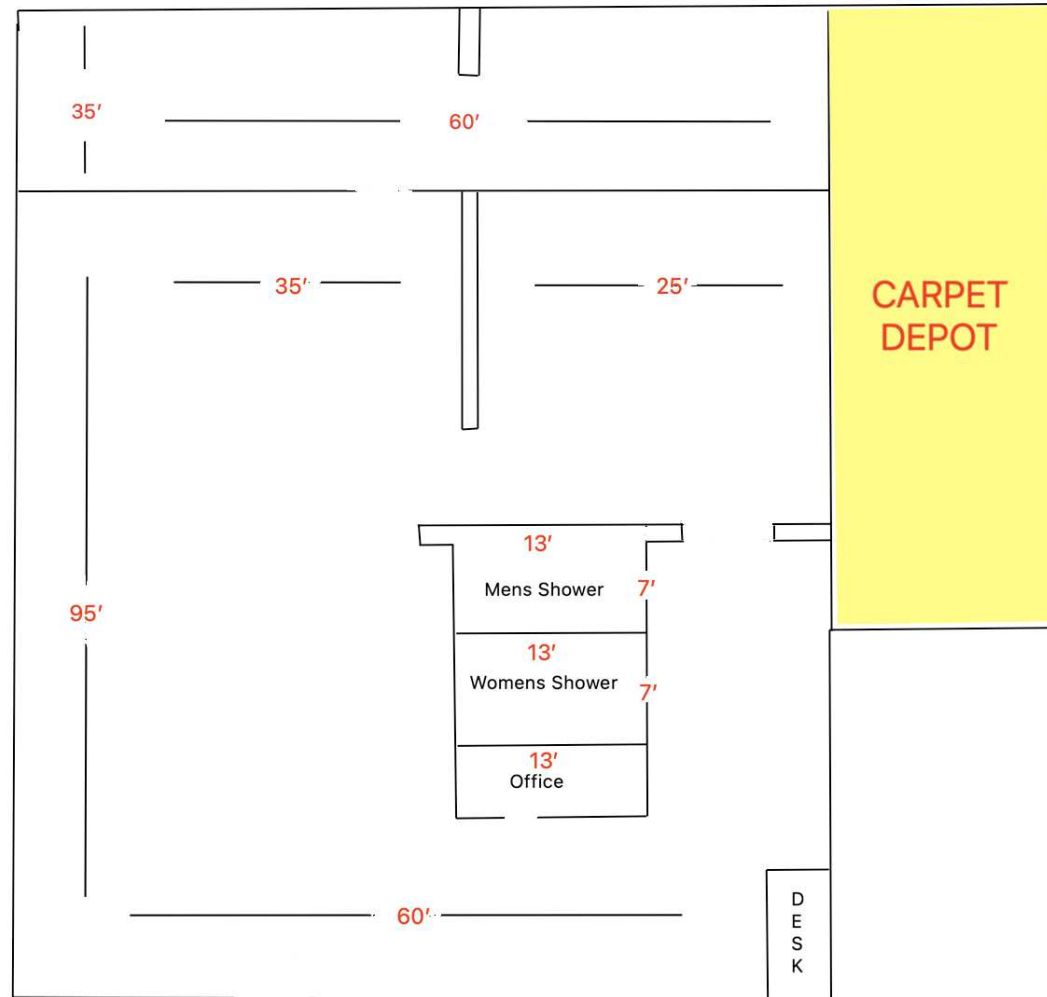 35'
60'
35'
25'
CARPET
DEPOT
13'
Mens Shower
7'
95'
13'
Womens Shower
7'
13'
Office
60'
D
E
S
K